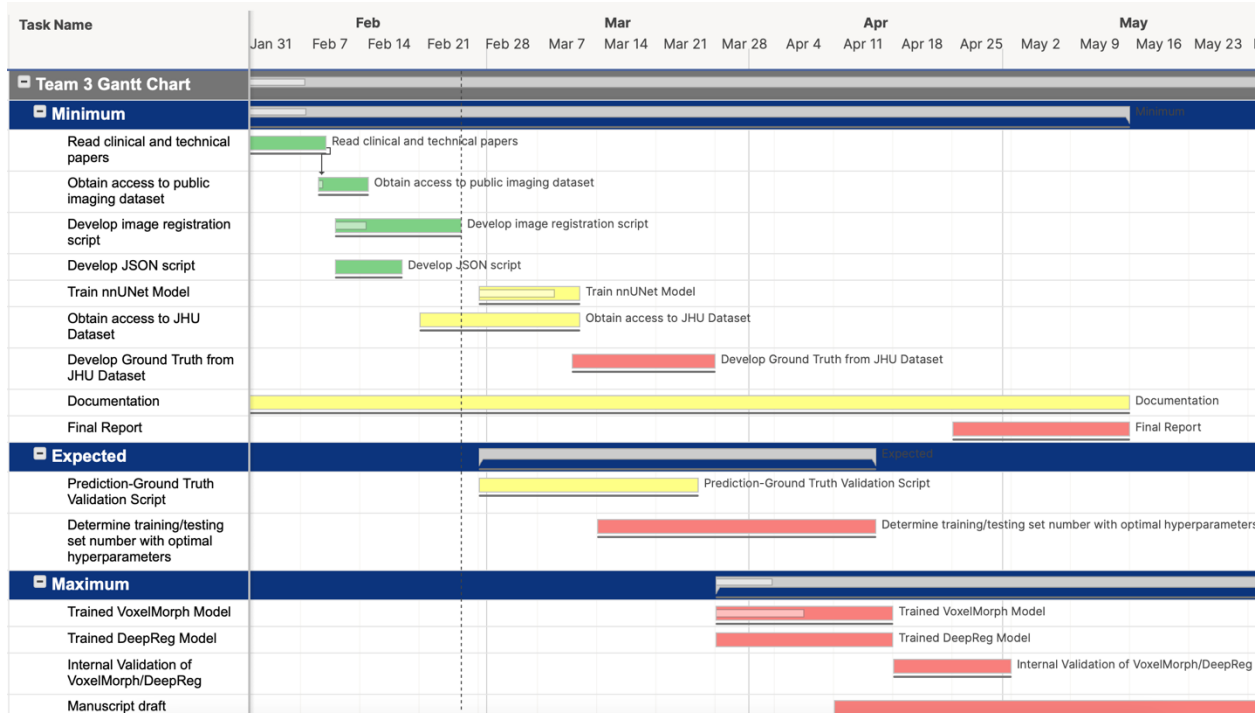 Task Name
Feb Mar Apr May
Jan 31 Feb 7 Feb 14 Feb 21 Feb 28 Mar 7 Mar 14 Mar 21 Mar 28 Apr 4 Apr 11 Apr 18 Apr 25 May 2 May 9 May 16 May 23
Team 3 Gantt Chart
Minimum Minimum
Read clinical and technical Read clinical and technical papers
papers
Obtain access to public Obtain access to public imaging dataset
imaging dataset
Develop image registration Develop image registration script
script
Develop JSON script Develop JSON script
Train nnUNet Model Train nnUNet Model
Obtain access to JHU Obtain access to JHU Dataset
Dataset
Develop Ground Truth from Develop Ground Truth from JHU Dataset
JHU Dataset
Documentation Documentation
Final Report Final Report
Expected Expected
Prediction-Ground Truth Prediction-Ground Truth Validation Script
Validation Script
Determine training/testing Determine training/testing set number with optimal hyperparameters
set number with optimal
hyperparameters
Maximum
Trained VoxelMorph Model Trained VoxelMorph Model
Trained DeepReg Model Trained DeepReg Model
Internal Validation of Internal Validation of VoxelMorph/DeepReg
VoxelMorph/DeepReg
Manuscript draft